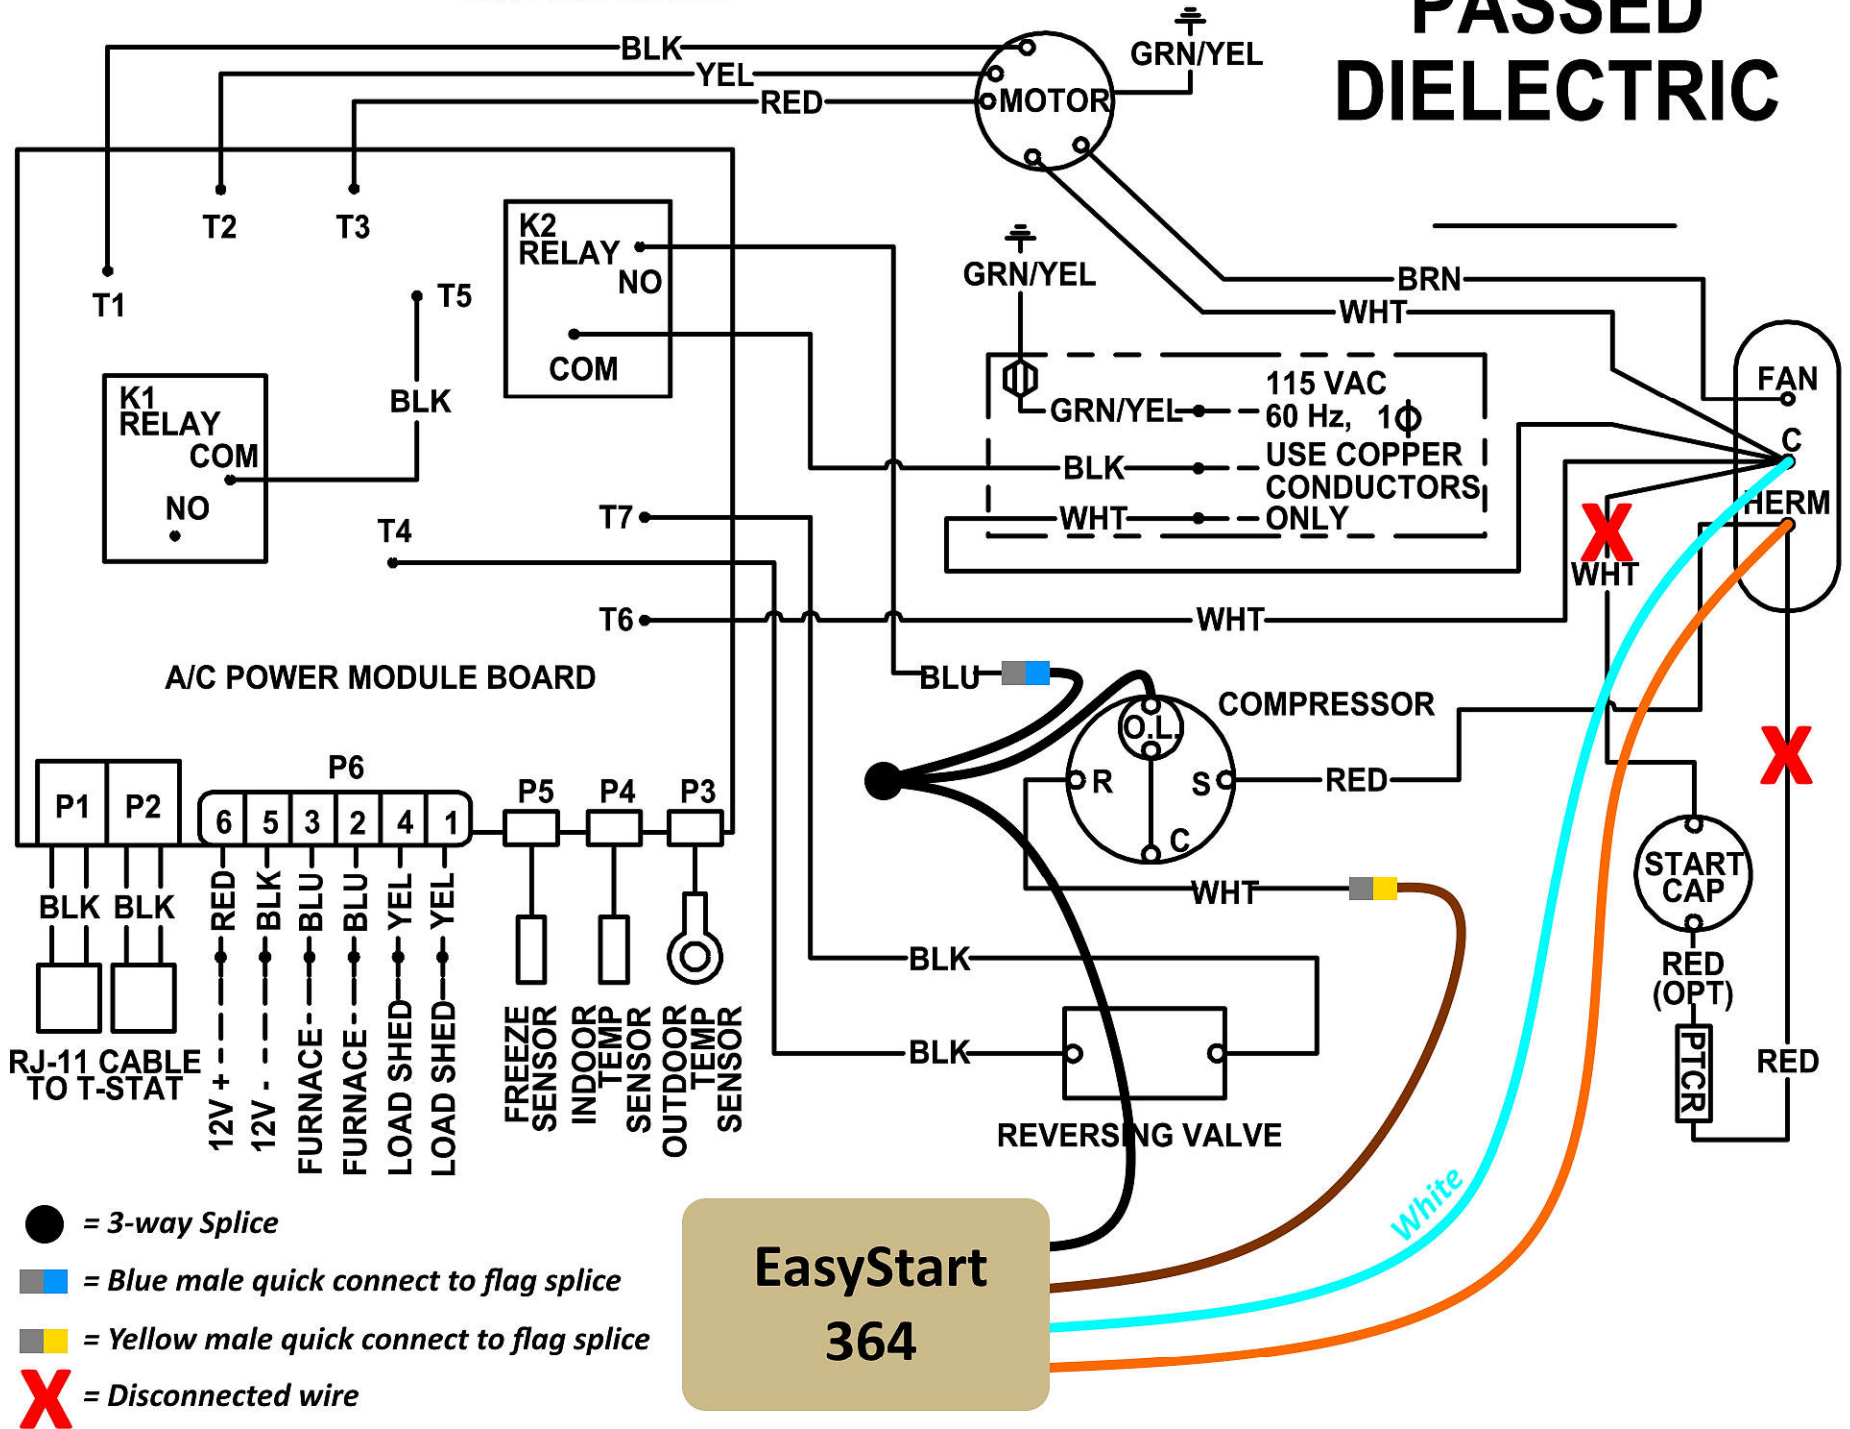 PASSED
DIELECTRIC
BLK
YEL
RED
MOTOR
GRN/YEL
T1
T2
T3
K2
RELAY
NO
COM
T5
BLK
K1
RELAY
COM
NO
T4
T7
T6
A/C POWER MODULE BOARD
GRN/YEL
BRN
WHT
115 VAC
GRN/YEL
60 Hz, 1ϕ
BLK
USE COPPER
CONDUCTORS
WHT
ONLY
FAN
C
HERM
X
WHT
WHT
BLU
COMPRESSOR
O.L.
R
S
C
RED
WHT
X
START
CAP
RED
(OPT)
PTCR
RED
BLK
BLK
REVERSING VALVE
P1
P2
P6
6
5
3
2
4
1
P5
P4
P3
BLK
BLK
RJ-11 CABLE
TO T-STAT
RED
12V +
BLK
12V -
BLU
FURNACE
BLU
FURNACE
YEL
LOAD SHED
YEL
LOAD SHED
FREEZE
SENSOR
INDOOR
TEMP
SENSOR
OUTDOOR
TEMP
SENSOR
White
EasyStart
364
= 3-way Splice
= Blue male quick connect to flag splice
= Yellow male quick connect to flag splice
X = Disconnected wire